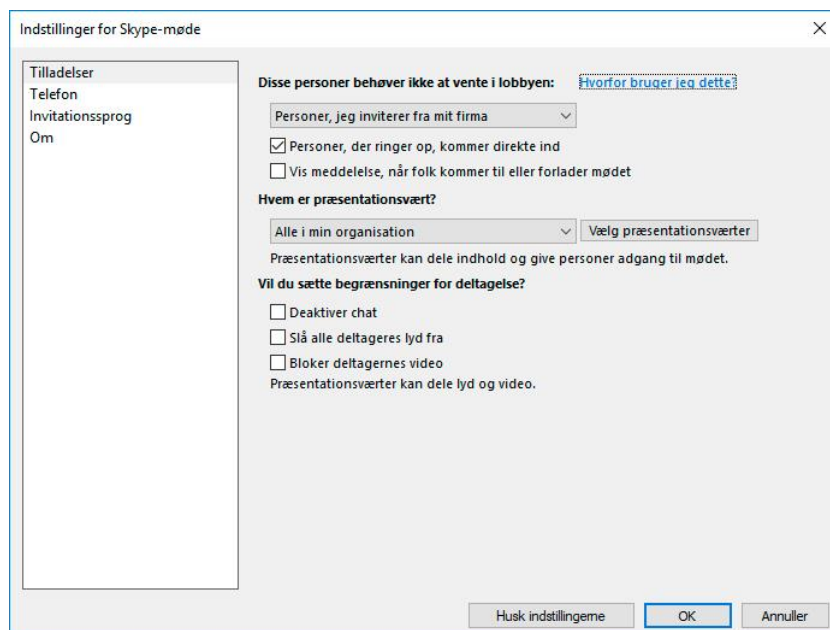 Indstillinger for Skype-møde
Tilladelser
Telefon
Invitationssprog
Om
Disse personer behøver ikke at vente i lobbyen: Hvorfor bruger jeg dette?
Personer, jeg inviterer fra mit firma
Personer, der ringer op, kommer direkte ind
Vis meddelelse, når folk kommer til eller forlader mødet
Hvem er præsentationsvært?
Alle i min organisation Vælg præsentationsværter
Præsentationsværter kan dele indhold og give personer adgang til mødet.
Vil du sætte begrænsninger for deltagelse?
Deaktiver chat
Slå alle deltageres lyd fra
Bloker deltagernes video
Præsentationsværter kan dele lyd og video.
Husk indstillingerne OK Annuller